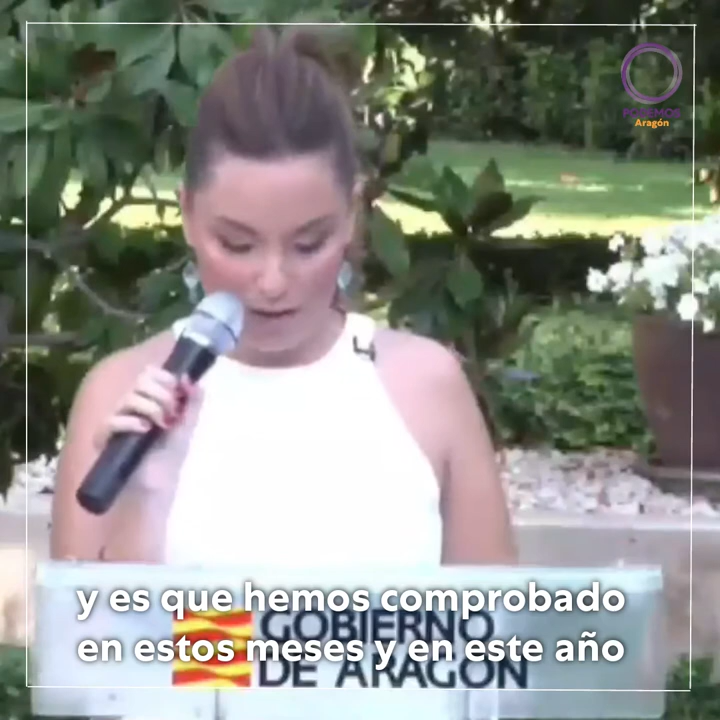 PODEMOS
Aragón
y es que hemos comprobado
en estos meses y en este año
GOBIERNO
DE ARAGÓN